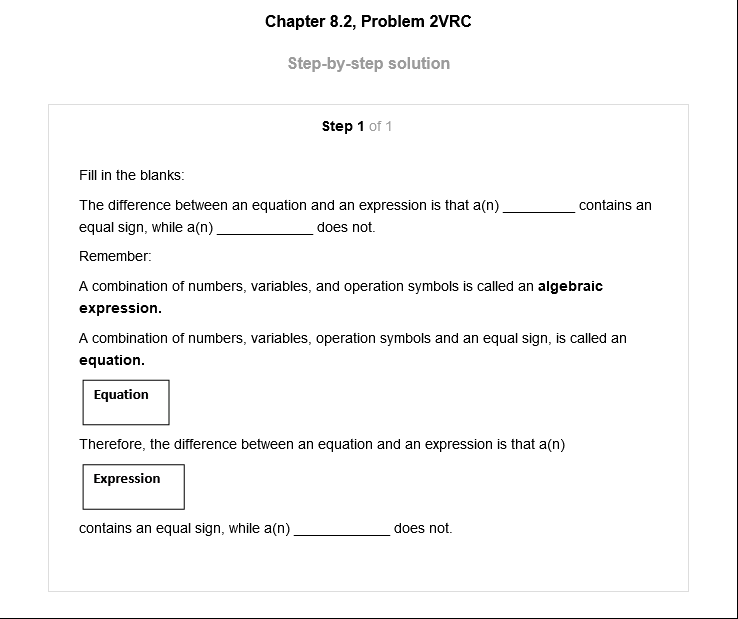 Chapter 8.2, Problem 2VRC
Step-by-step solution
Step 1 of 1
Fill in the blanks:
The difference between an equation and an expression is that a(n) _________ contains an
equal sign, while a(n) ____________ does not.
Remember:
A combination of numbers, variables, and operation symbols is called an algebraic
expression.
A combination of numbers, variables, operation symbols and an equal sign, is called an
equation.
Equation
Therefore, the difference between an equation and an expression is that a(n)
Expression
contains an equal sign, while a(n) ____________ does not.